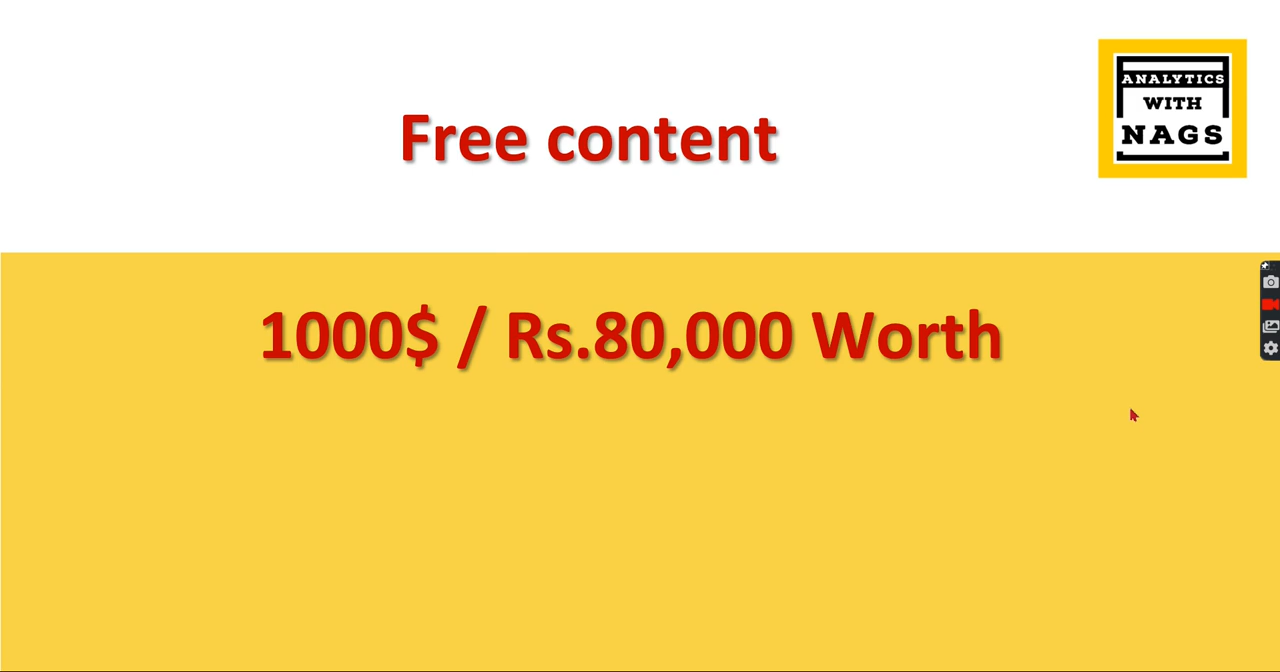 Free content
ANALYTICS
WITH
NAGS
1000$ / Rs.80,000 Worth